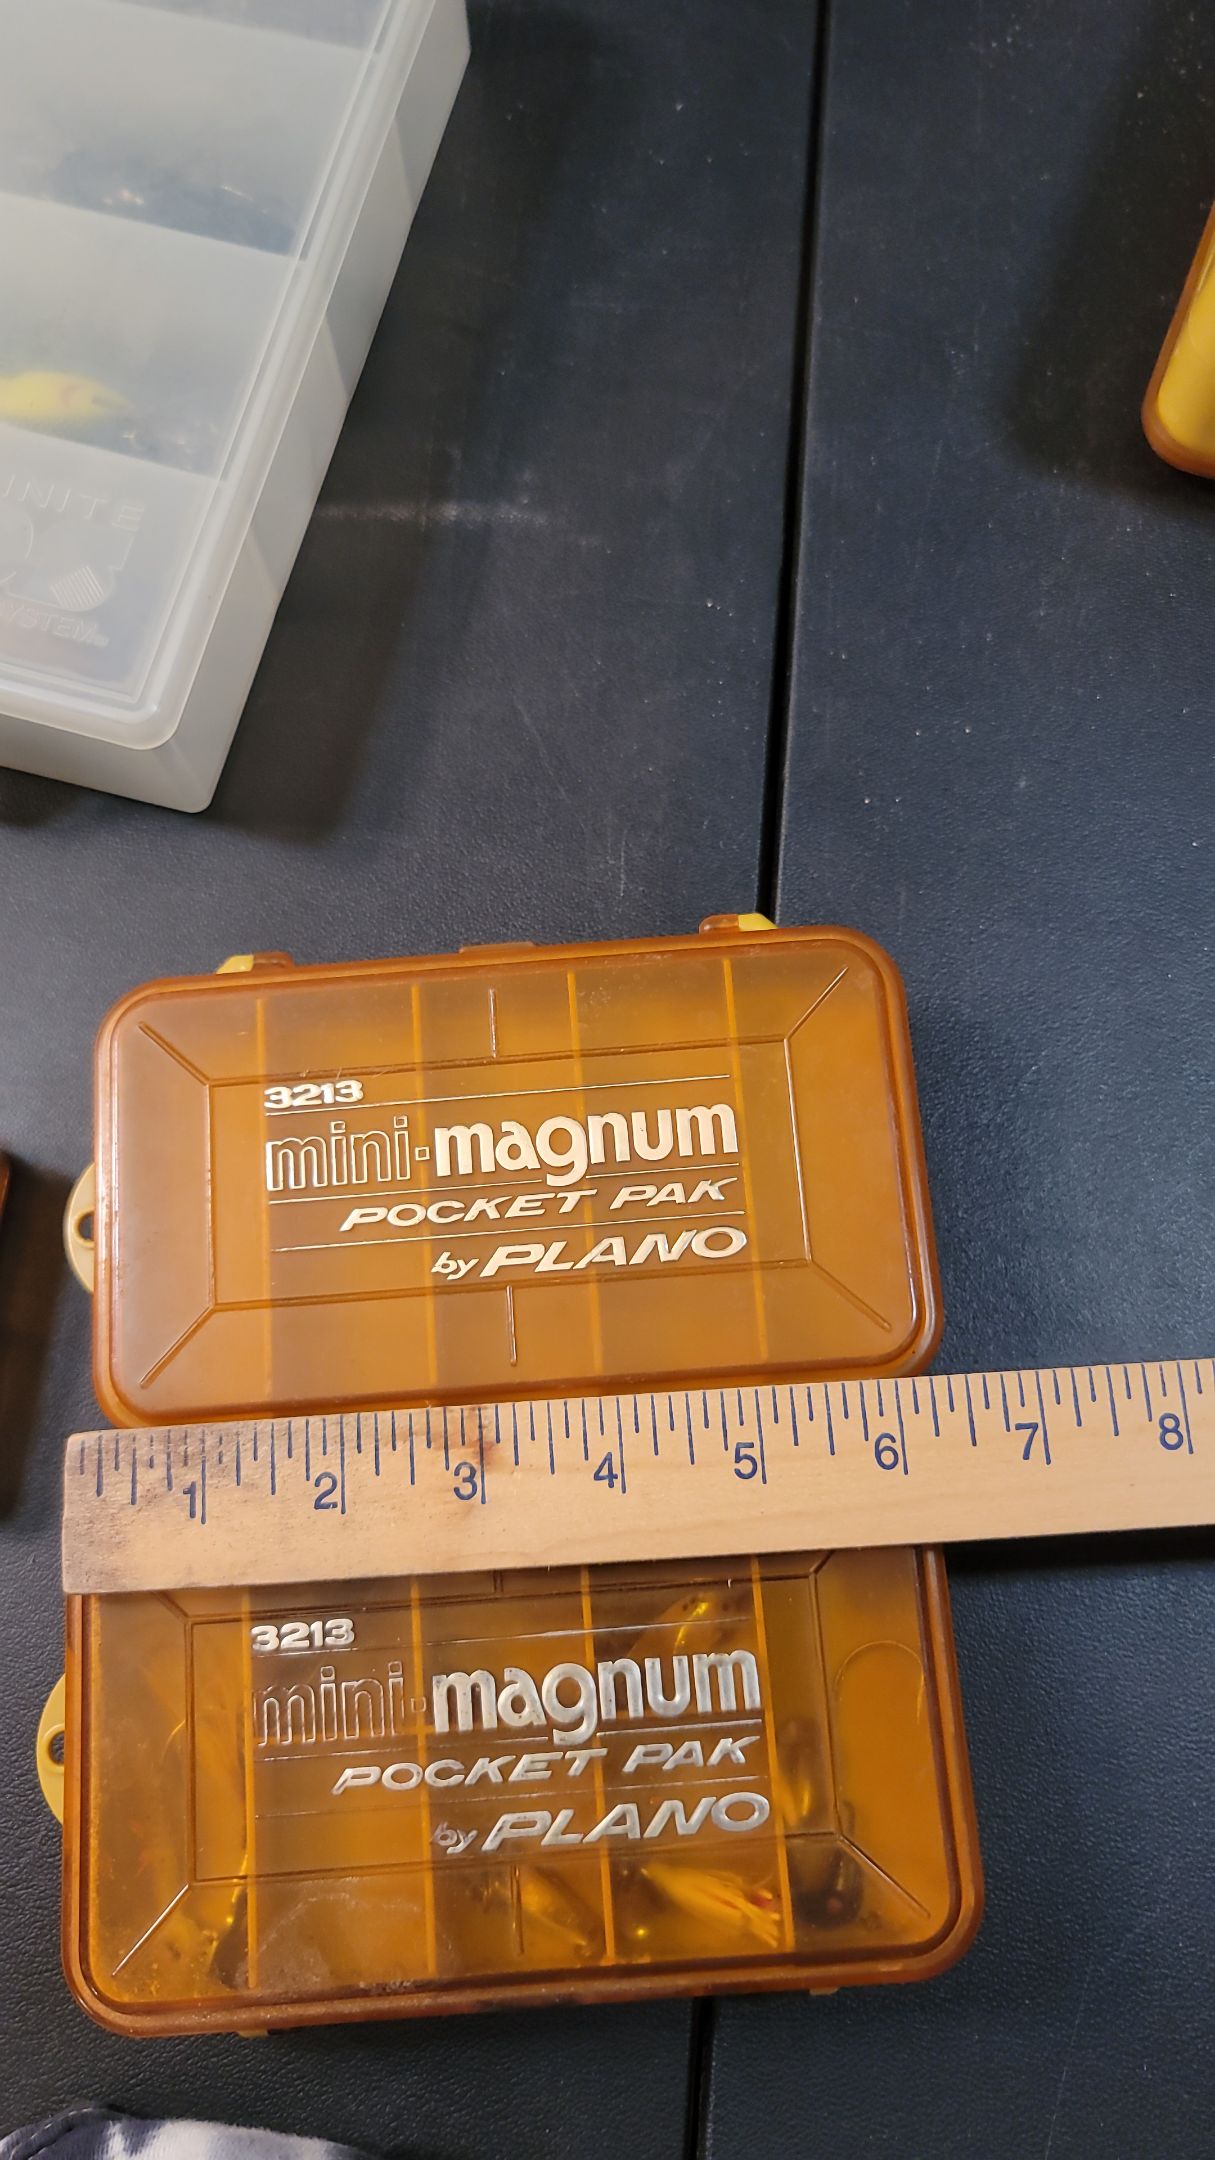 SYSTEM
3213
mini-magnum
POCKET PAK
by PLANO
1 2 3 4 5 6 7 8
3213
mini-magnum
POCKET PAK
by PLANO